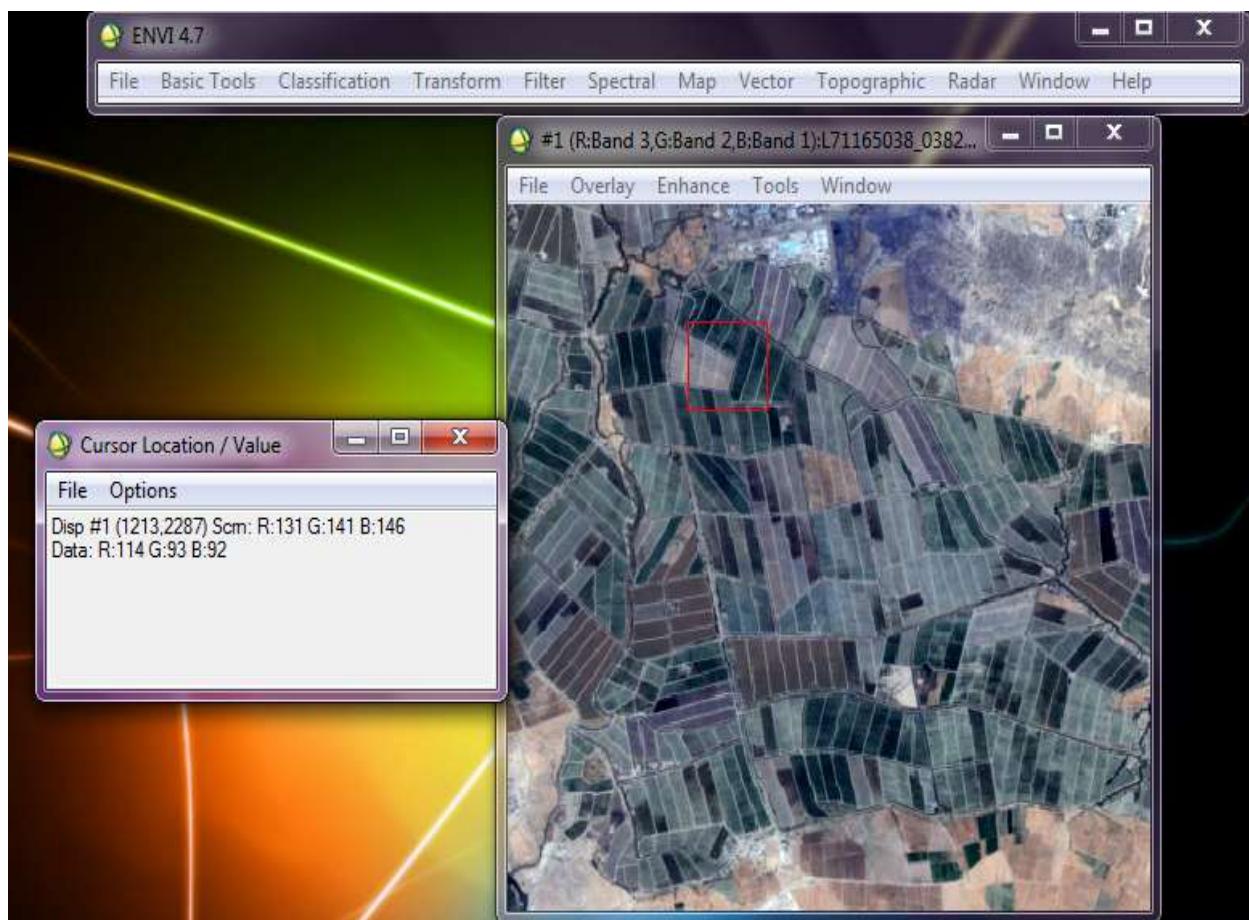 ENVI 4.7
File Basic Tools Classification Transform Filter Spectral Map Vector Topographic Radar Window Help
#1 (R:Band 3,G:Band 2,B:Band 1):L71165038_0382...
File Overlay Enhance Tools Window
Cursor Location / Value
File Options
Disp #1 (1213,2287) Scrn: R:131 G:141 B:146
Data: R:114 G:93 B:92